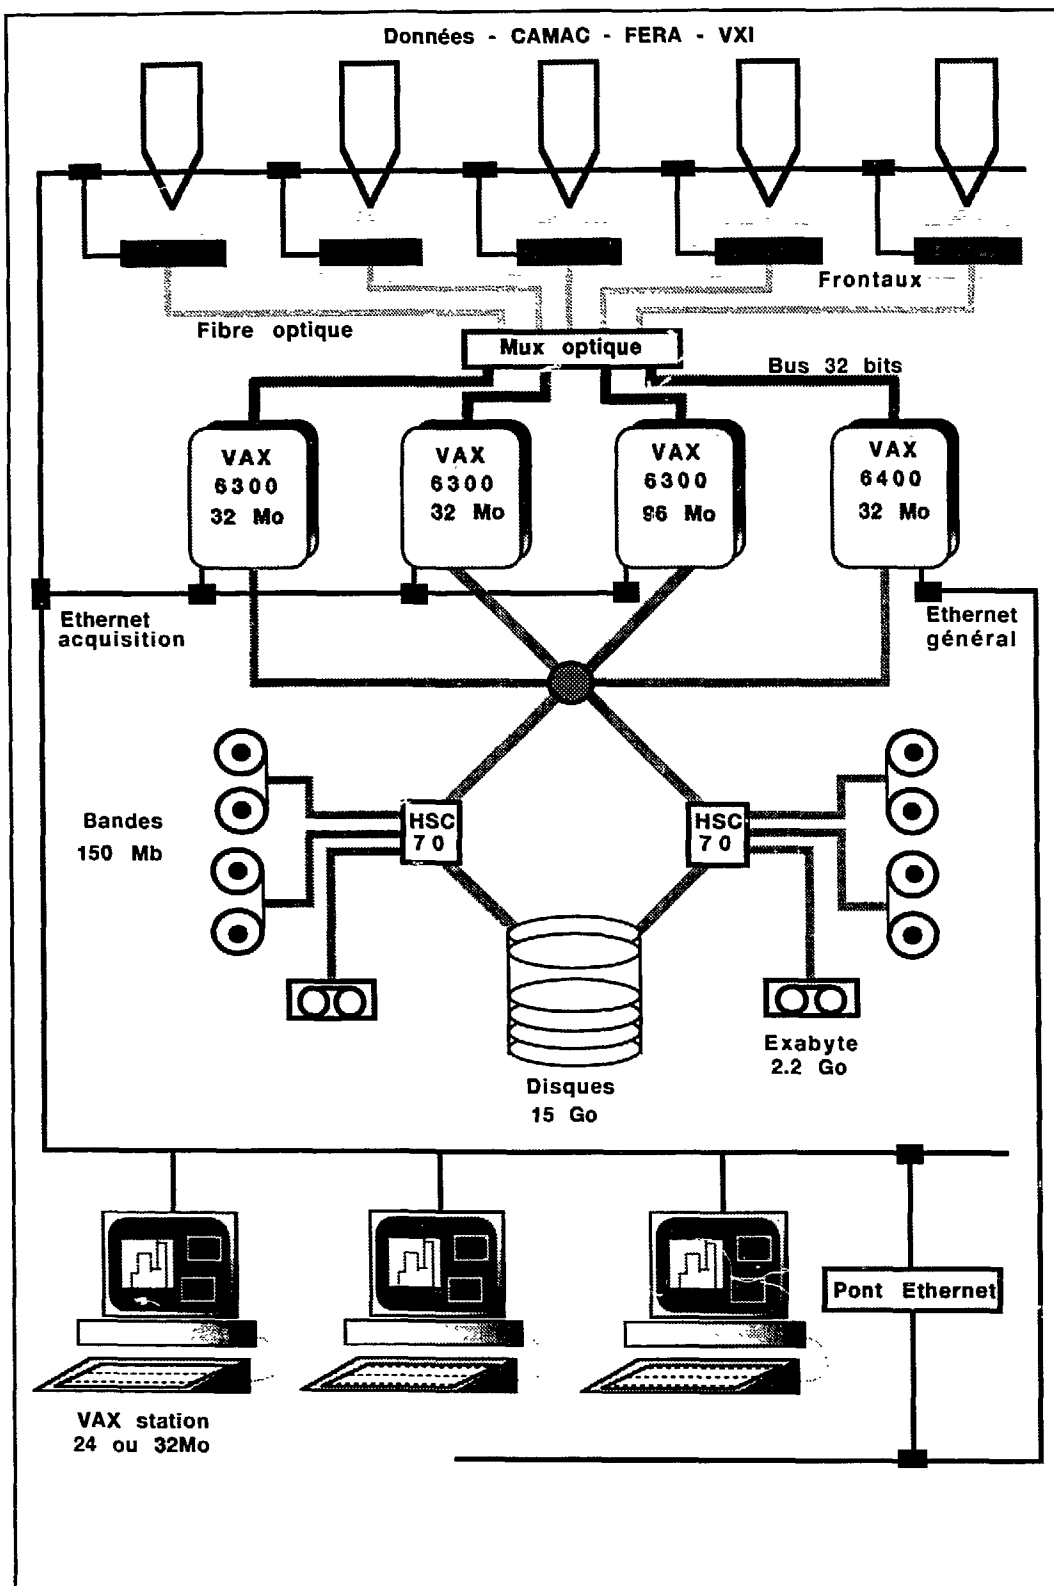 Données - CAMAC - FERA - VXI
Frontaux
Fibre optique
Mux optique
Bus 32 bits
VAX
6300
32 Mo
VAX
6300
32 Mo
VAX
6300
96 Mo
VAX
6400
32 Mo
Ethernet
acquisition
Ethernet
général
Bandes
150 Mb
HSC
70
HSC
70
Exabyte
2.2 Go
Disques
15 Go
Pont Ethernet
VAX station
24 ou 32Mo